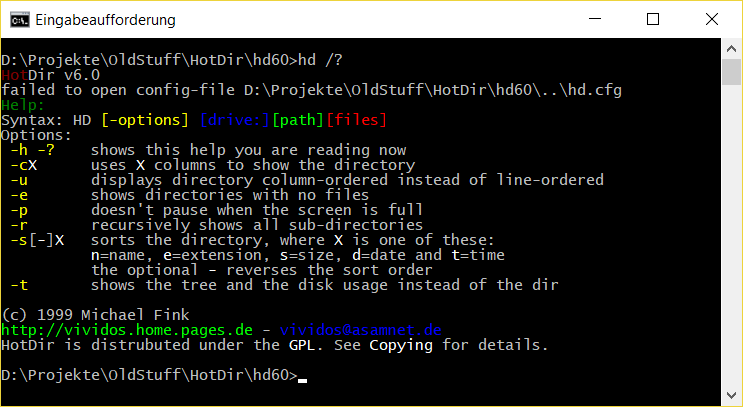 Eingabeaufforderung
D:\Projekte\OldStuff\HotDir\hd60>hd /?
HotDir v6.0
failed to open config-file D:\Projekte\OldStuff\HotDir\hd60\..\hd.cfg
Help:
Syntax: HD [-options] [drive:][path][files]
Options:
-h -? shows this help you are reading now
-cX uses X columns to show the directory
-u displays directory column-ordered instead of line-ordered
-e shows directories with no files
-p doesn't pause when the screen is full
-r recursively shows all sub-directories
-s[-]X sorts the directory, where X is one of these:
n=name, e=extension, s=size, d=date and t=time
the optional - reverses the sort order
-t shows the tree and the disk usage instead of the dir
(c) 1999 Michael Fink
http://vividos.home.pages.de - vividos@asamnet.de
HotDir is distrubuted under the GPL. See Copying for details.
D:\Projekte\OldStuff\HotDir\hd60>